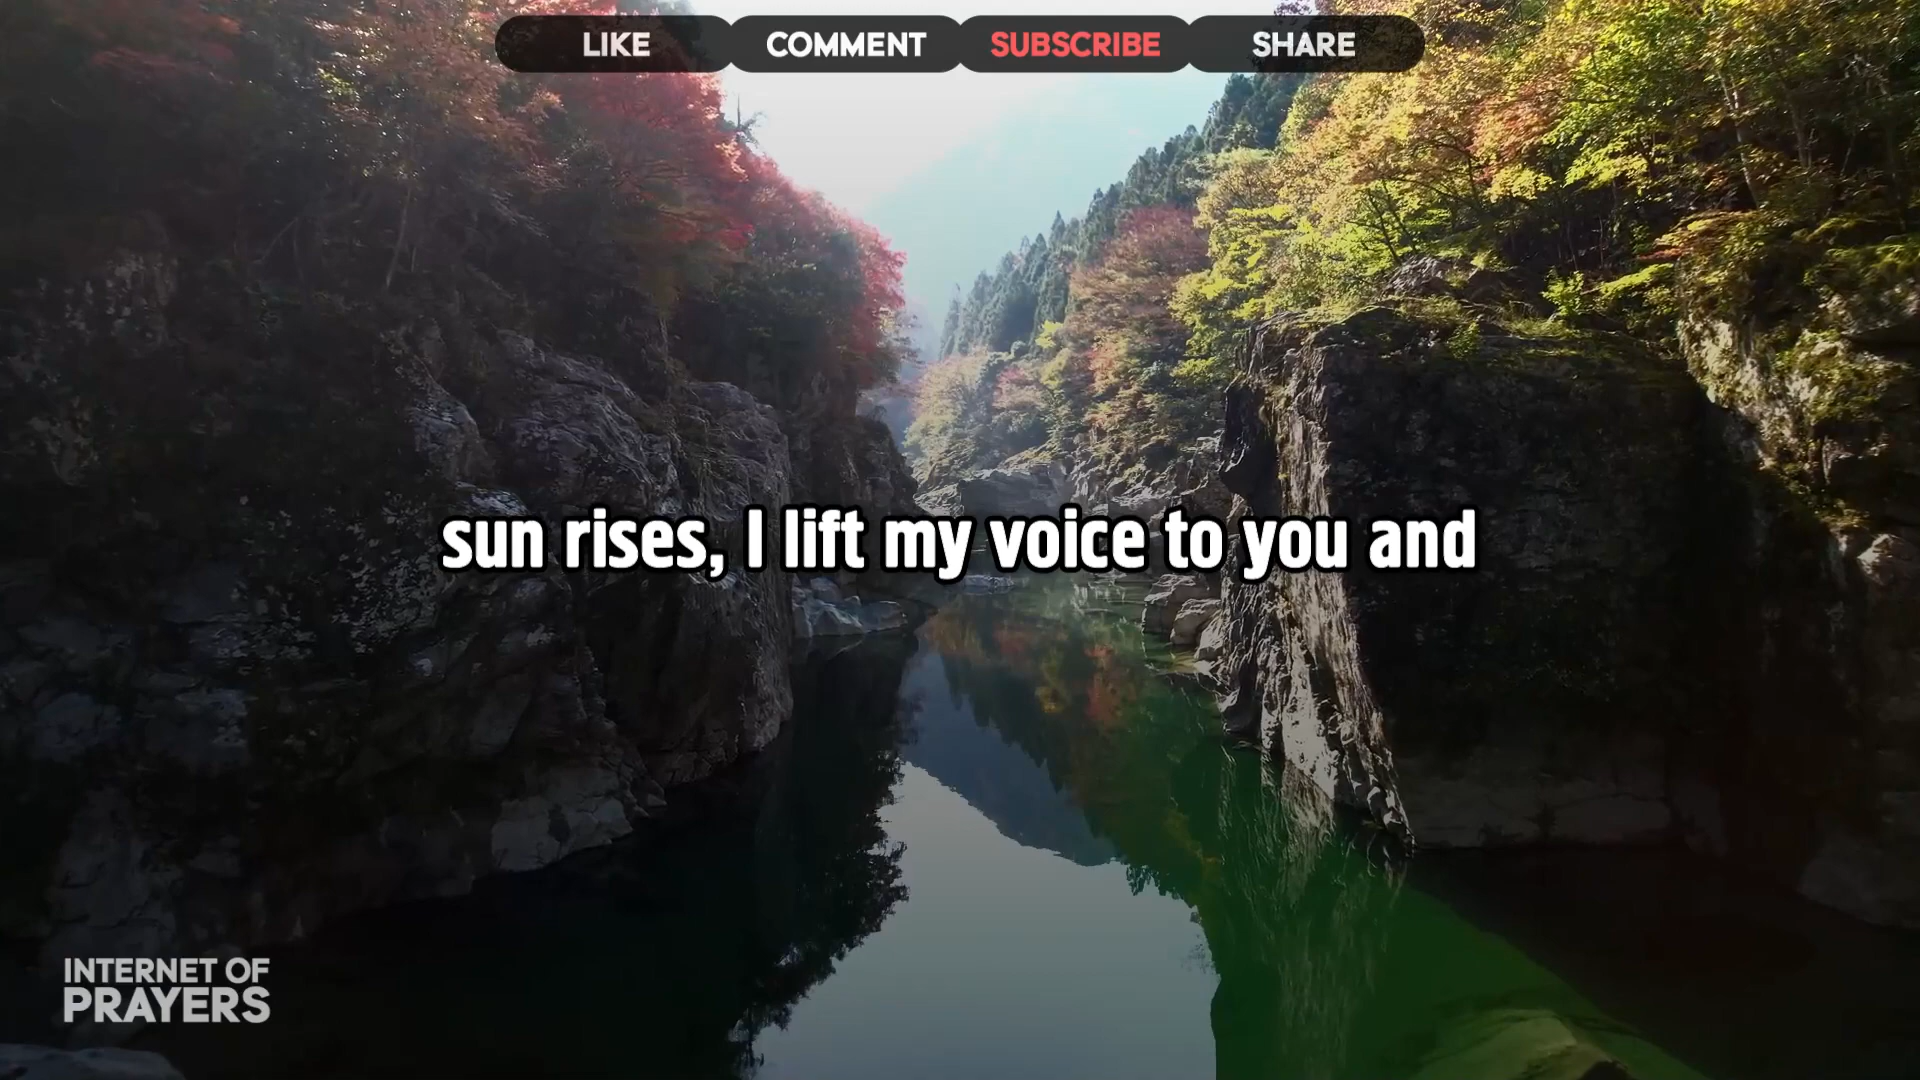 LIKE COMMENT SUBSCRIBE SHARE
sun rises, I lift my voice to you and
INTERNET OF
PRAYERS